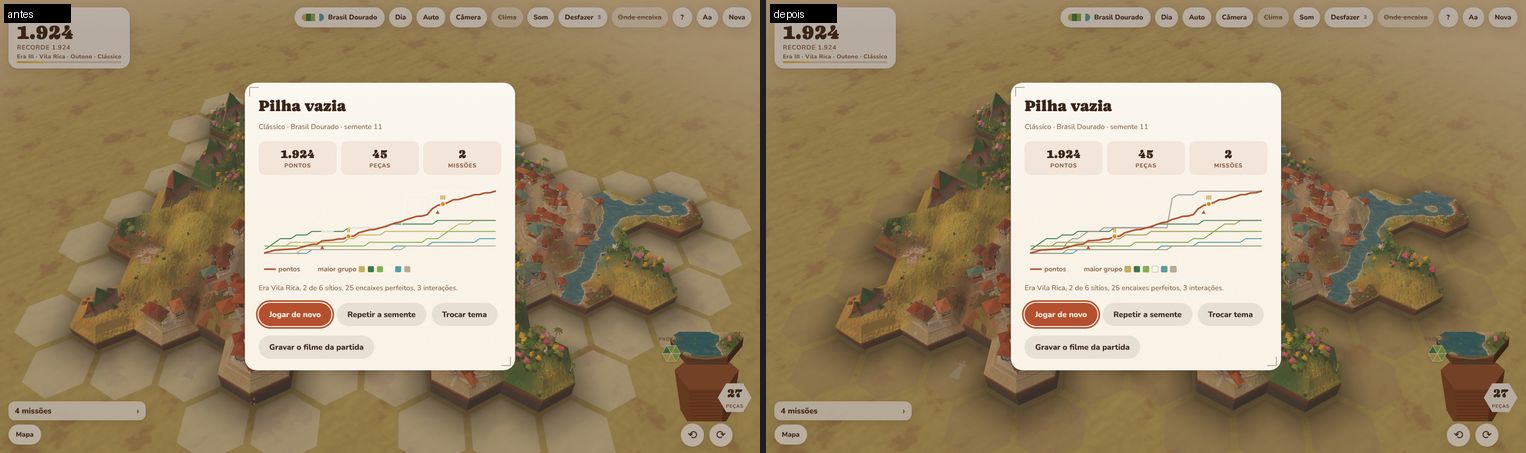 antes
1.924
RECORDE 1.924
Era III · Vila Rica · Outono · Clássico
Brasil Dourado
Dia
Auto
Câmera
Clima
Som
Desfazer 3
Onde encaixa
?
Aa
Nova
Pilha vazia
Clássico · Brasil Dourado · semente 11
1.924
PONTOS
45
PEÇAS
2
MISSÕES
II
III
pontos
maior grupo
Era Vila Rica, 2 de 6 sítios, 25 encaixes perfeitos, 3 interações.
Jogar de novo
Repetir a semente
Trocar tema
Gravar o filme da partida
4 missões ›
Mapa
27
PEÇAS
depois
1.924
RECORDE 1.924
Era III · Vila Rica · Outono · Clássico
Brasil Dourado
Dia
Auto
Câmera
Clima
Som
Desfazer 3
Onde encaixa
?
Aa
Nova
Pilha vazia
Clássico · Brasil Dourado · semente 11
1.924
PONTOS
45
PEÇAS
2
MISSÕES
II
III
pontos
maior grupo
Era Vila Rica, 2 de 6 sítios, 25 encaixes perfeitos, 3 interações.
Jogar de novo
Repetir a semente
Trocar tema
Gravar o filme da partida
4 missões ›
Mapa
27
PEÇAS